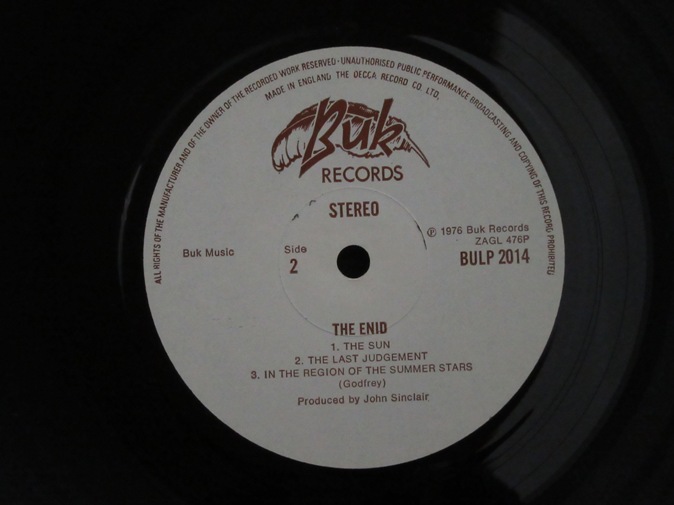 ALL RIGHTS OF THE MANUFACTURER AND OF THE OWNER OF THE RECORDED WORK RESERVED - UNAUTHORISED PUBLIC PERFORMANCE BROADCASTING AND COPYING OF THIS RECORD PROHIBITED
MADE IN ENGLAND THE DECCA RECORD CO. LTD.
Buk
RECORDS
STEREO
℗ 1976 Buk Records
ZAGL 476P
BULP 2014
Buk Music
Side
2
THE ENID
1. THE SUN
2. THE LAST JUDGEMENT
3. IN THE REGION OF THE SUMMER STARS
(Godfrey)
Produced by John Sinclair